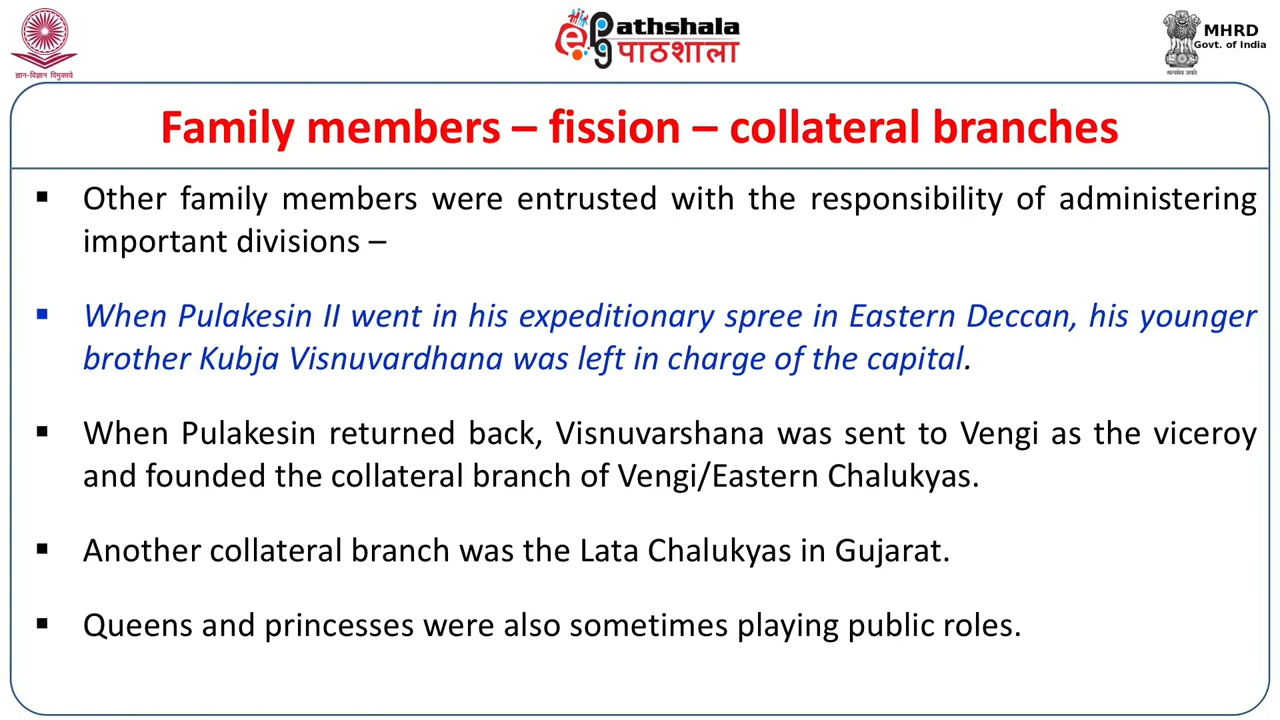 ज्ञान-विज्ञान विमुक्तये
ePathshala
पाठशाला
MHRD
Govt. of India
सत्यमेव जयते
Family members – fission – collateral branches
▪ Other family members were entrusted with the responsibility of administering
important divisions –
▪ When Pulakesin II went in his expeditionary spree in Eastern Deccan, his younger
brother Kubja Visnuvardhana was left in charge of the capital.
▪ When Pulakesin returned back, Visnuvarshana was sent to Vengi as the viceroy
and founded the collateral branch of Vengi/Eastern Chalukyas.
▪ Another collateral branch was the Lata Chalukyas in Gujarat.
▪ Queens and princesses were also sometimes playing public roles.